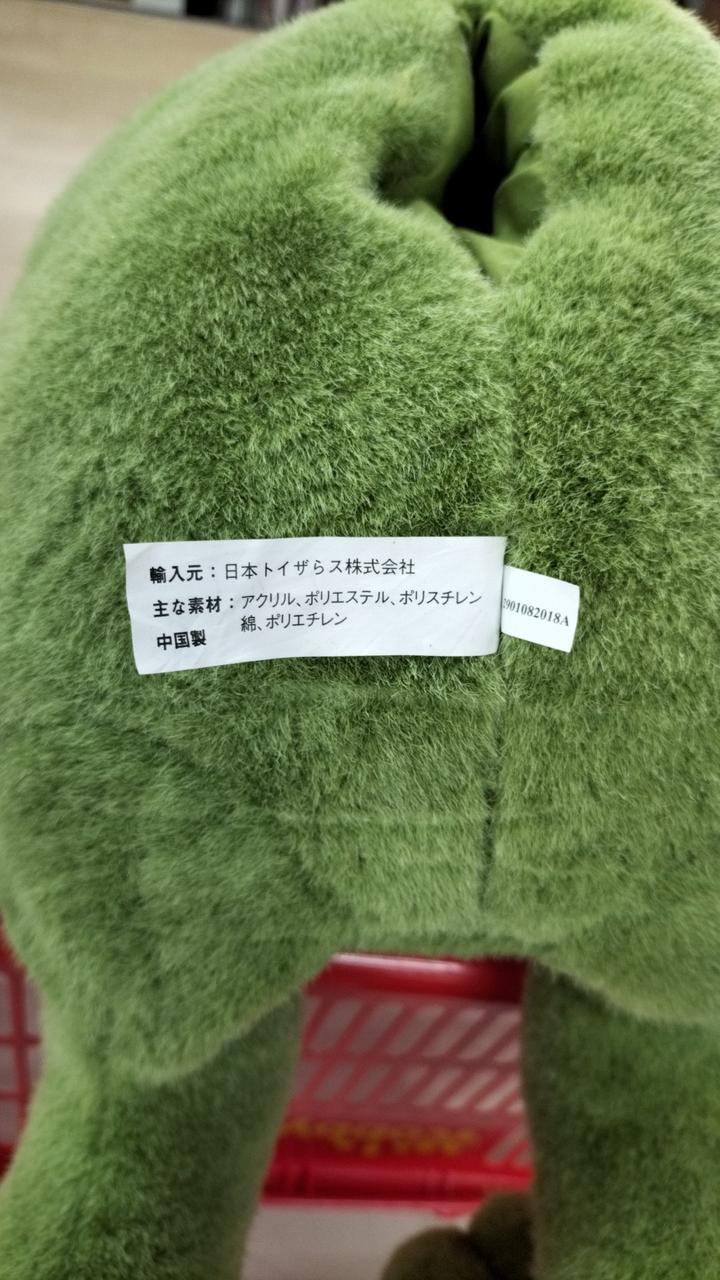 輸入元：日本トイザらス株式会社
主な素材：アクリル、ポリエステル、ポリスチレン
綿、ポリエチレン
中国製
2901082018A